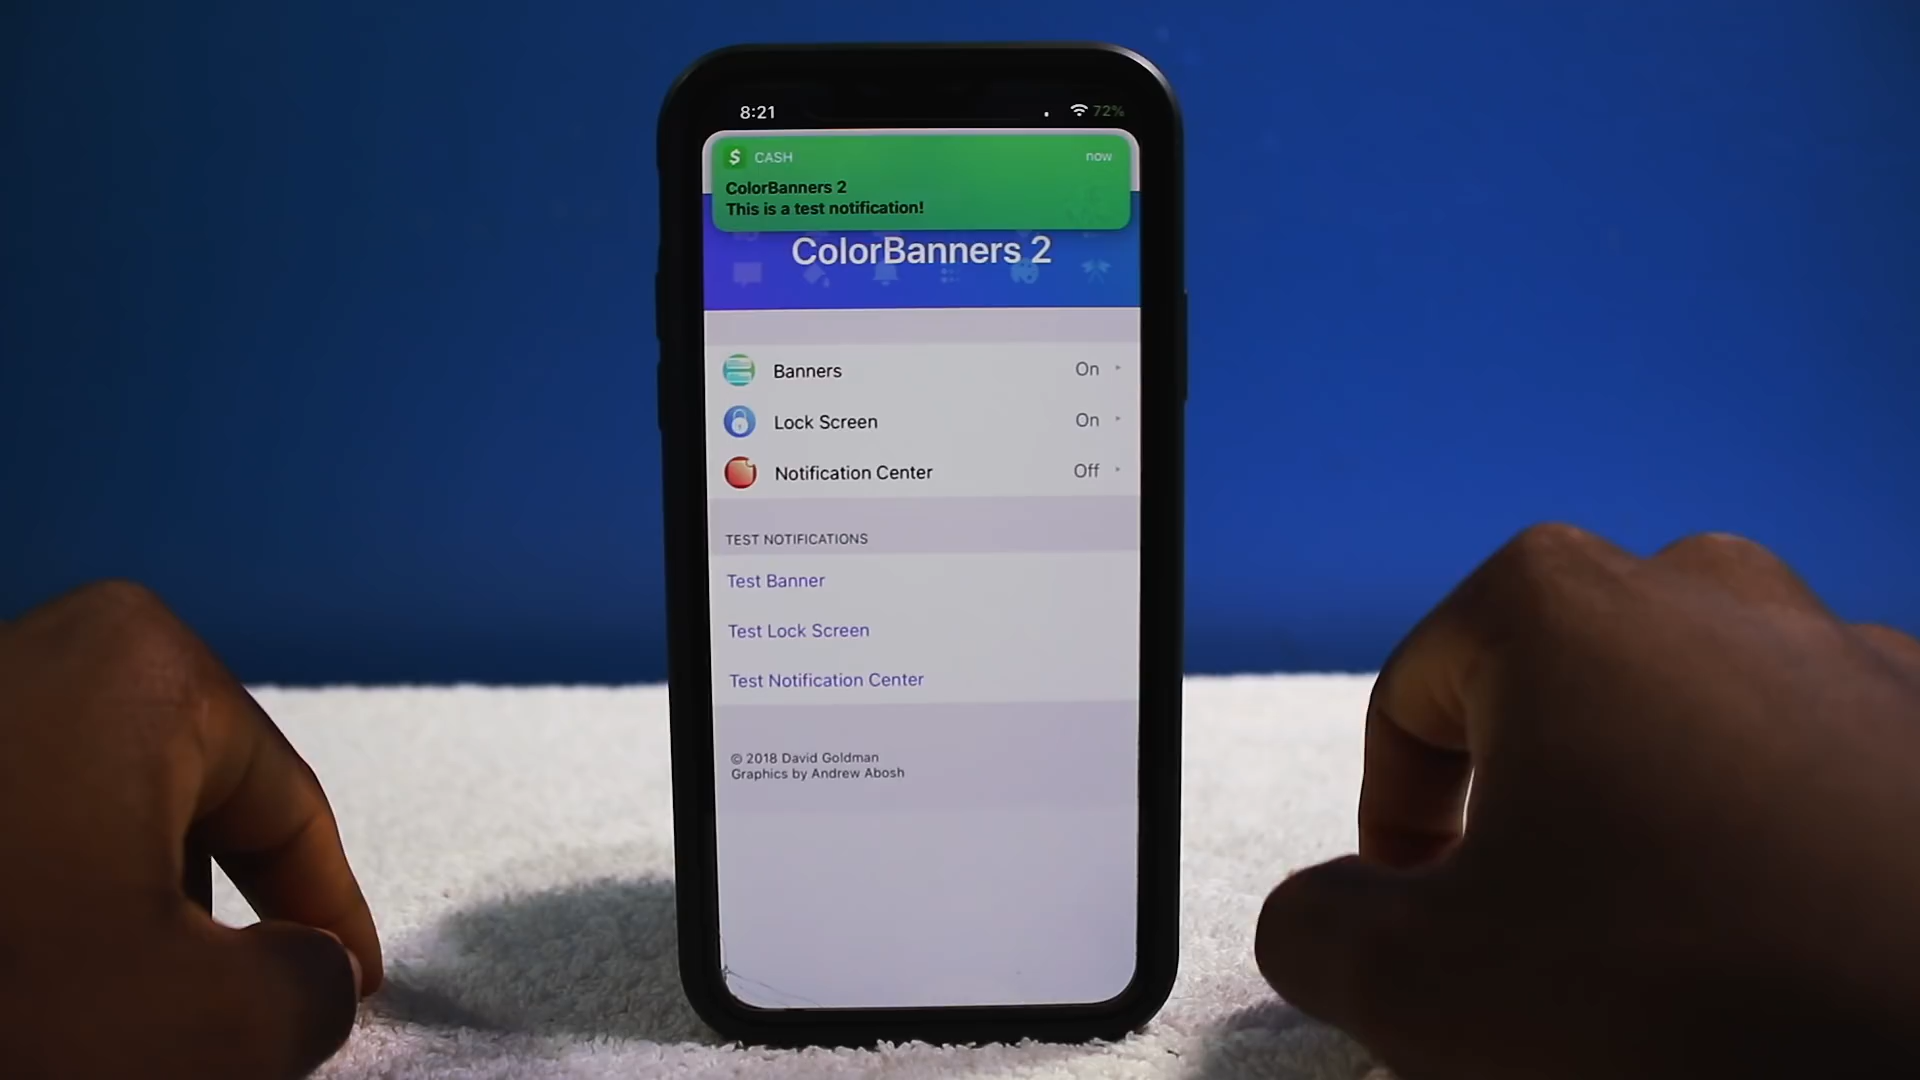 8:21
72%
$ CASH now
ColorBanners 2
This is a test notification!
ColorBanners 2
Banners On
Lock Screen On
Notification Center Off
TEST NOTIFICATIONS
Test Banner
Test Lock Screen
Test Notification Center
© 2018 David Goldman
Graphics by Andrew Abosh